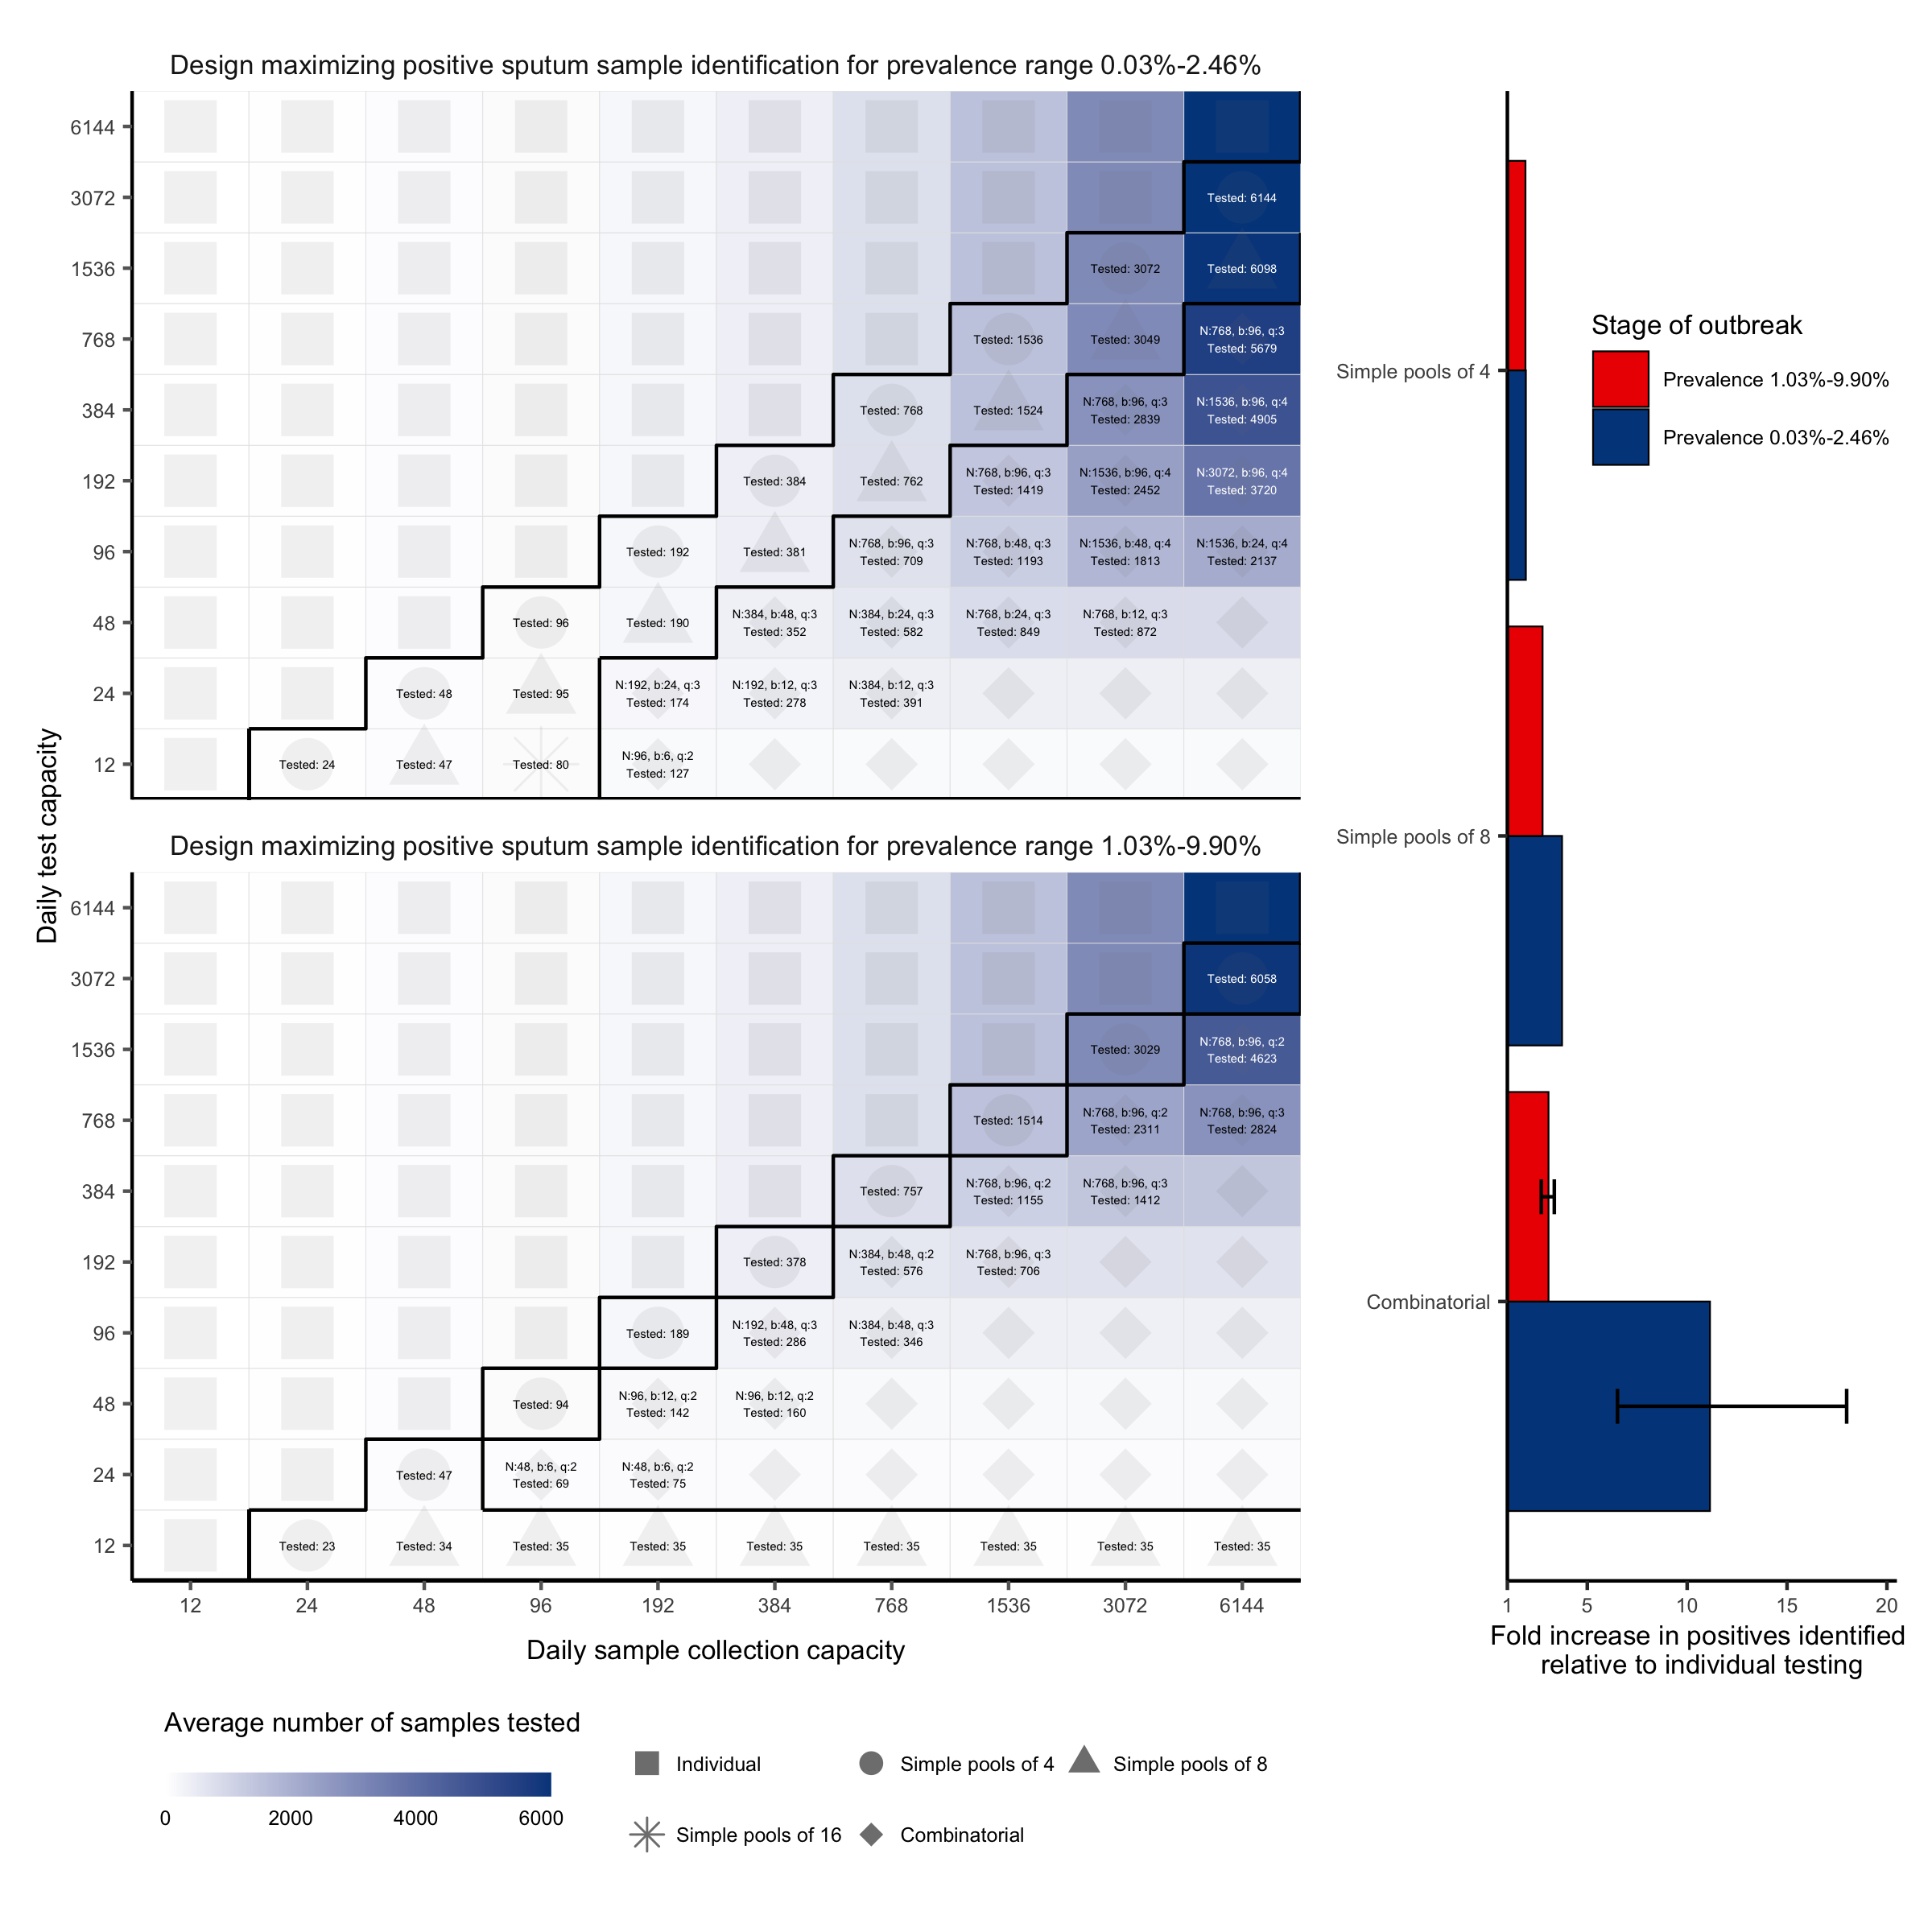 Design maximizing positive sputum sample identification for prevalence range 0.03%-2.46%
Daily test capacity
6144
3072
Tested: 6144
1536
Tested: 3072
Tested: 6098
768
Tested: 1536
Tested: 3049
N:768, b:96, q:3
Tested: 5679
384
Tested: 768
Tested: 1524
N:768, b:96, q:3
Tested: 2839
N:1536, b:96, q:4
Tested: 4905
192
Tested: 384
Tested: 762
N:768, b:96, q:3
Tested: 1419
N:1536, b:96, q:4
Tested: 2452
N:3072, b:96, q:4
Tested: 3720
96
Tested: 192
Tested: 381
N:768, b:96, q:3
Tested: 709
N:768, b:48, q:3
Tested: 1193
N:1536, b:48, q:4
Tested: 1813
N:1536, b:24, q:4
Tested: 2137
48
Tested: 96
Tested: 190
N:384, b:48, q:3
Tested: 352
N:384, b:24, q:3
Tested: 582
N:768, b:24, q:3
Tested: 849
N:768, b:12, q:3
Tested: 872
24
Tested: 48
Tested: 95
N:192, b:24, q:3
Tested: 174
N:192, b:12, q:3
Tested: 278
N:384, b:12, q:3
Tested: 391
12
Tested: 24
Tested: 47
Tested: 80
N:96, b:6, q:2
Tested: 127
Design maximizing positive sputum sample identification for prevalence range 1.03%-9.90%
6144
3072
Tested: 6058
1536
Tested: 3029
N:768, b:96, q:2
Tested: 4623
768
Tested: 1514
N:768, b:96, q:2
Tested: 2311
N:768, b:96, q:3
Tested: 2824
384
Tested: 757
N:768, b:96, q:2
Tested: 1155
N:768, b:96, q:3
Tested: 1412
192
Tested: 378
N:384, b:48, q:2
Tested: 576
N:768, b:96, q:3
Tested: 706
96
Tested: 189
N:192, b:48, q:3
Tested: 286
N:384, b:48, q:3
Tested: 346
48
Tested: 94
N:96, b:12, q:2
Tested: 142
N:96, b:12, q:2
Tested: 160
24
Tested: 47
N:48, b:6, q:2
Tested: 69
N:48, b:6, q:2
Tested: 75
12
Tested: 23
Tested: 34
Tested: 35
Tested: 35
Tested: 35
Tested: 35
Tested: 35
Tested: 35
Tested: 35
12 24 48 96 192 384 768 1536 3072 6144
Daily sample collection capacity
Average number of samples tested
0 2000 4000 6000
Individual
Simple pools of 4
Simple pools of 8
Simple pools of 16
Combinatorial
Simple pools of 4
Simple pools of 8
Combinatorial
Stage of outbreak
Prevalence 1.03%-9.90%
Prevalence 0.03%-2.46%
1 5 10 15 20
Fold increase in positives identified
relative to individual testing